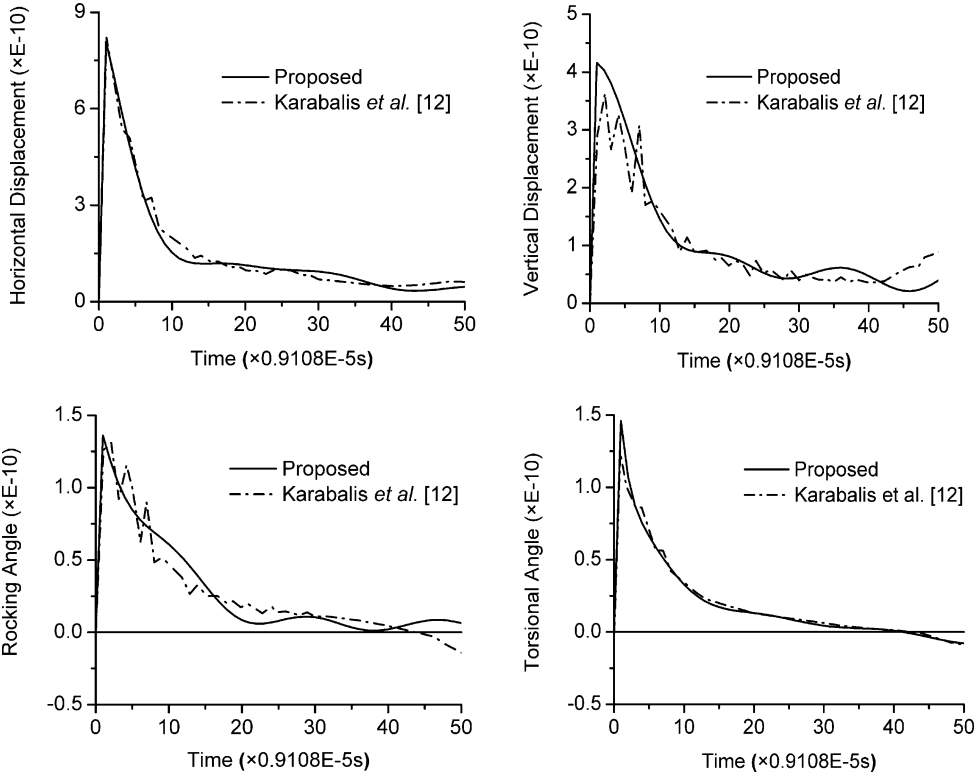 Horizontal Displacement (×E-10)
9
6
3
0
Proposed
Karabalis et al. [12]
0 10 20 30 40 50
Time (×0.9108E-5s)
Vertical Displacement (×E-10)
5
4
3
2
1
0
Proposed
Karabalis et al. [12]
0 10 20 30 40 50
Time (×0.9108E-5s)
Rocking Angle (×E-10)
1.5
1.0
0.5
0.0
-0.5
Proposed
Karabalis et al. [12]
0 10 20 30 40 50
Time (×0.9108E-5s)
Torsional Angle (×E-10)
1.5
1.0
0.5
0.0
-0.5
Proposed
Karabalis et al. [12]
0 10 20 30 40 50
Time (×0.9108E-5s)